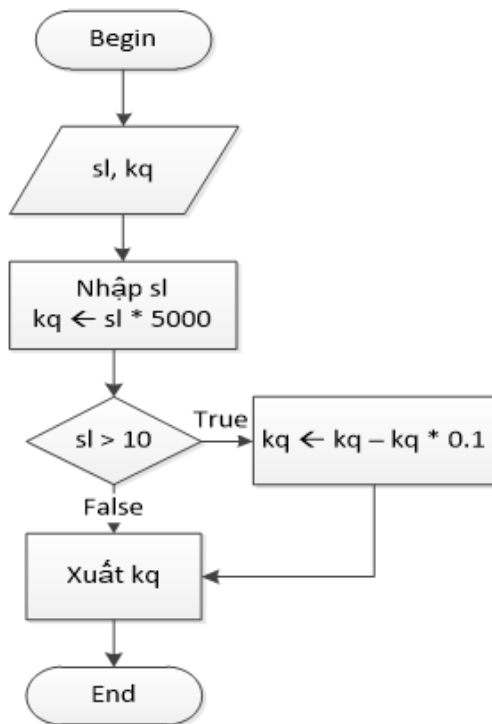 Begin
sl, kq
Nhập sl
kq ← sl * 5000
sl > 10
True
kq ← kq – kq * 0.1
False
Xuất kq
End